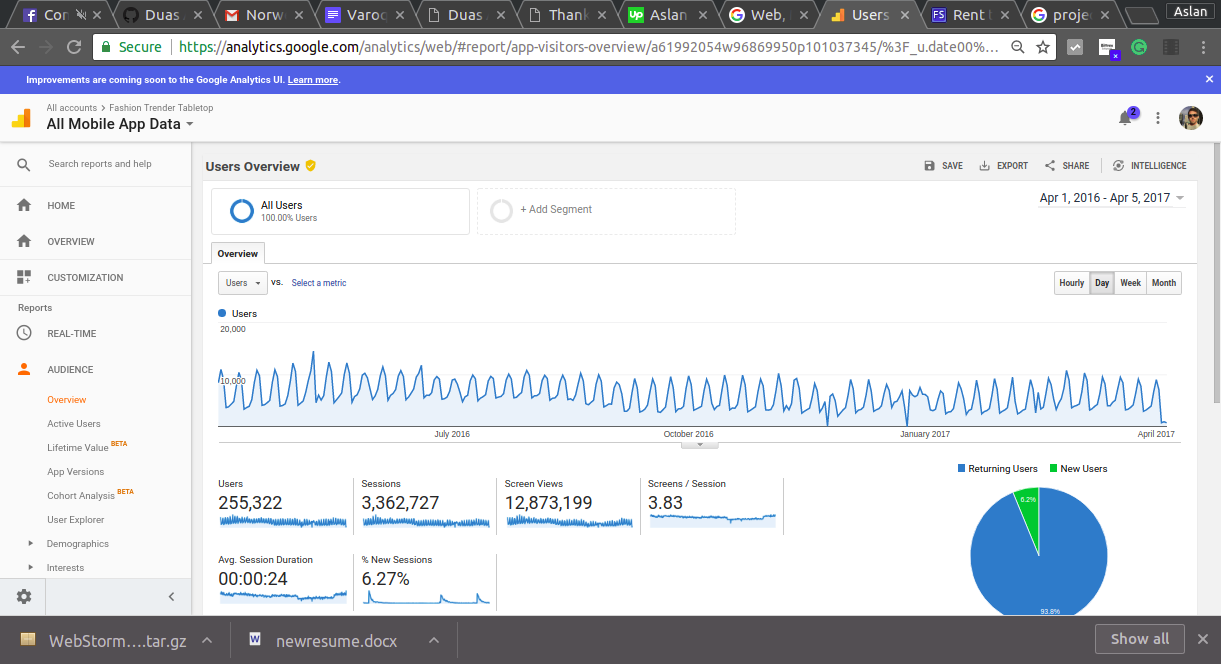 Con
Duas
Norw
Varoq
Duas
Thank
Aslan
Web,
Users
Rent t
proje
Aslan
Secure
https://analytics.google.com/analytics/web/#report/app-visitors-overview/a61992054w96869950p101037345/%3F_u.date00%...
Improvements are coming soon to the Google Analytics UI. Learn more.
All accounts > Fashion Trender Tabletop
All Mobile App Data
2
Search reports and help
HOME
OVERVIEW
CUSTOMIZATION
Reports
REAL-TIME
AUDIENCE
Overview
Active Users
Lifetime Value BETA
App Versions
Cohort Analysis BETA
User Explorer
Demographics
Interests
Users Overview
SAVE EXPORT SHARE INTELLIGENCE
All Users
100.00% Users
+ Add Segment
Apr 1, 2016 - Apr 5, 2017
Overview
Users VS. Select a metric
Hourly Day Week Month
Users
20,000
10,000
July 2016 October 2016 January 2017 April 2017
Users
255,322
Sessions
3,362,727
Screen Views
12,873,199
Screens / Session
3.83
Avg. Session Duration
00:00:24
% New Sessions
6.27%
Returning Users New Users
6.2%
93.8%
WebStorm....tar.gz
newresume.docx
Show all